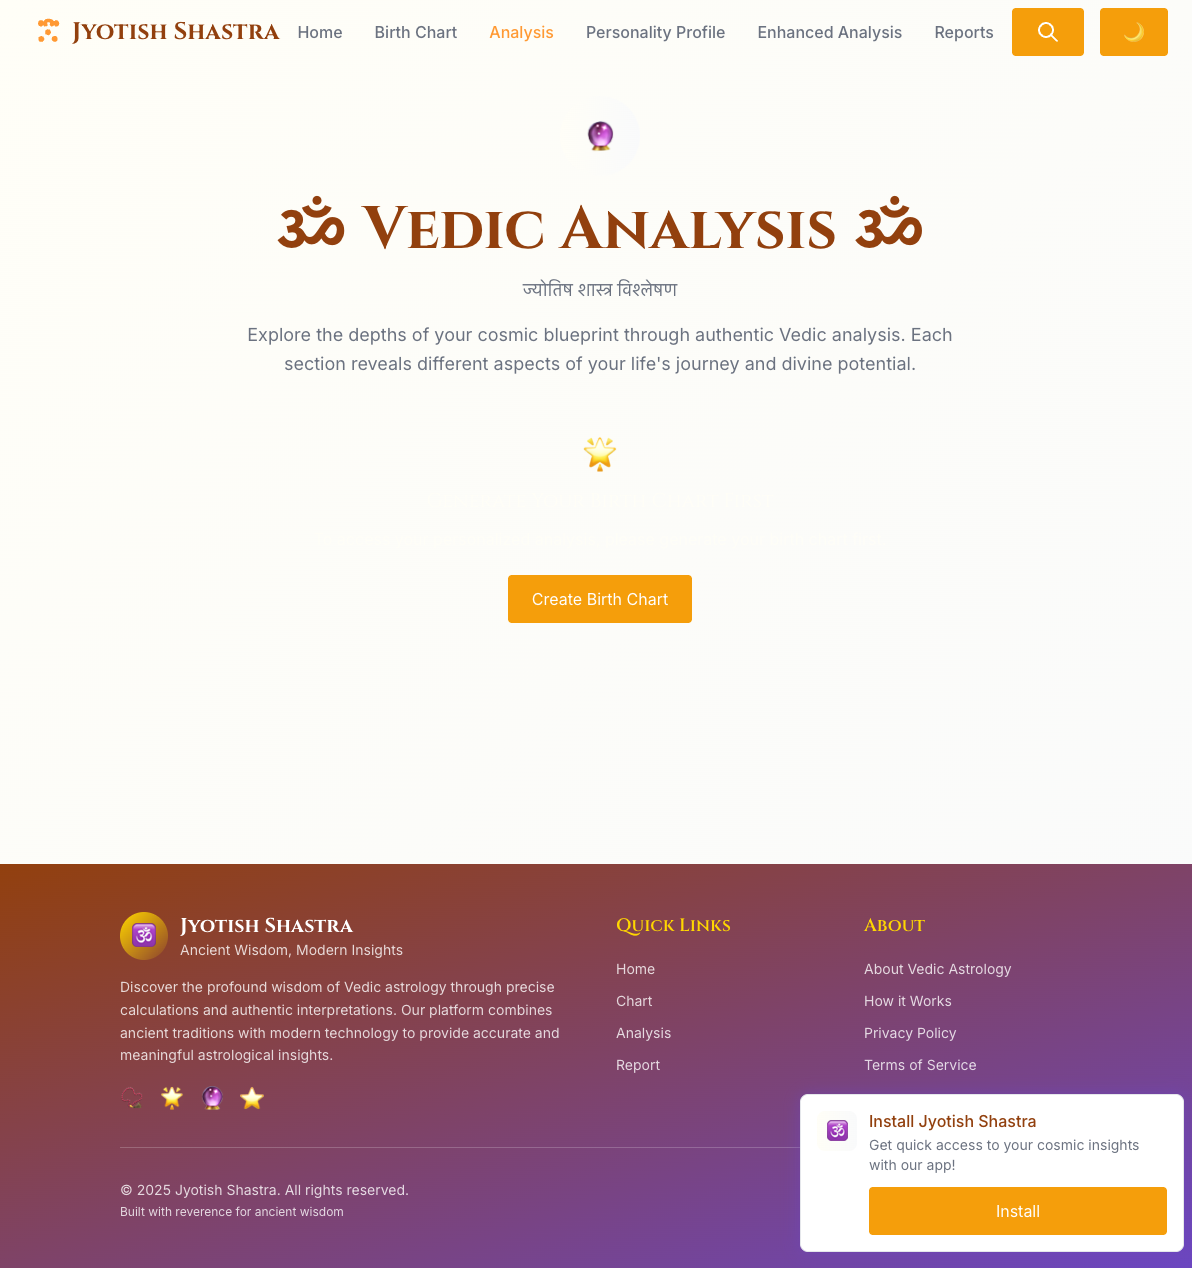 Jyotish Shastra
Home
Birth Chart
Analysis
Personality Profile
Enhanced Analysis
Reports
ॐ Vedic Analysis ॐ
ज्योतिष शास्त्र विश्लेषण
Explore the depths of your cosmic blueprint through authentic Vedic analysis. Each
section reveals different aspects of your life's journey and divine potential.
Create Birth Chart
🕉
Jyotish Shastra
Ancient Wisdom, Modern Insights
Discover the profound wisdom of Vedic astrology through precise
calculations and authentic interpretations. Our platform combines
ancient traditions with modern technology to provide accurate and
meaningful astrological insights.
Quick Links
Home
Chart
Analysis
Report
About
About Vedic Astrology
How it Works
Privacy Policy
Terms of Service
© 2025 Jyotish Shastra. All rights reserved.
Built with reverence for ancient wisdom
🕉
Install Jyotish Shastra
Get quick access to your cosmic insights
with our app!
Install